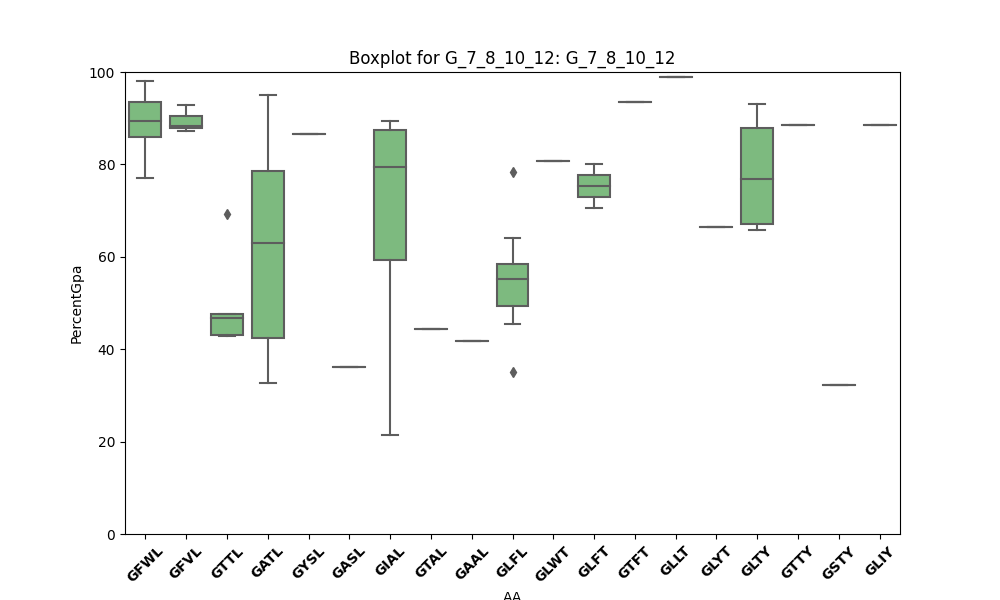 Boxplot for G_7_8_10_12: G_7_8_10_12
100
80
60
40
20
0
PercentGpa
GFWL GFVL GTTL GATL GYSL GASL GIAL GTAL GAAL GLFL GLWT GLFT GTFT GLLT GLYT GLTY GTTY GSTY GLIY
AA